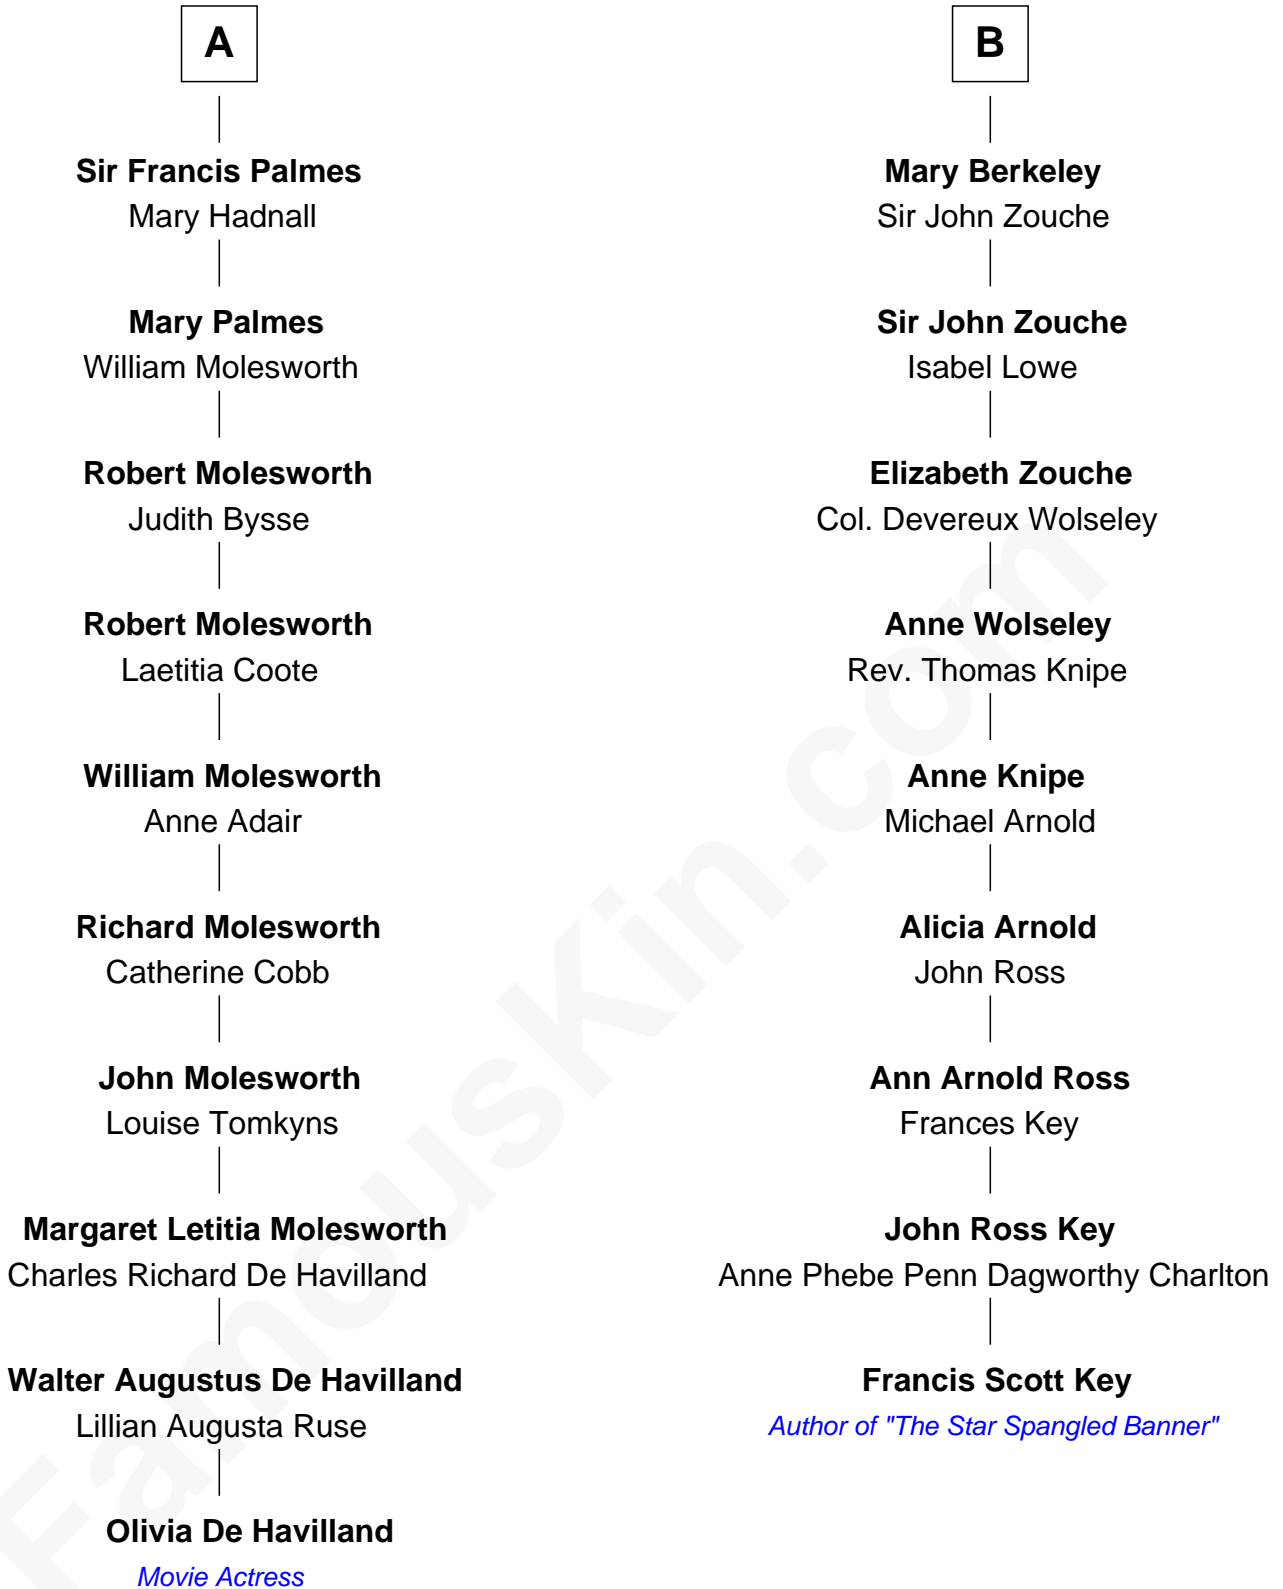 A
Sir Francis Palmes
Mary Hadnall
Mary Palmes
William Molesworth
Robert Molesworth
Judith Bysse
Robert Molesworth
Laetitia Coote
William Molesworth
Anne Adair
Richard Molesworth
Catherine Cobb
John Molesworth
Louise Tomkyns
Margaret Letitia Molesworth
Charles Richard De Havilland
Walter Augustus De Havilland
Lillian Augusta Ruse
Olivia De Havilland
Movie Actress
B
Mary Berkeley
Sir John Zouche
Sir John Zouche
Isabel Lowe
Elizabeth Zouche
Col. Devereux Wolseley
Anne Wolseley
Rev. Thomas Knipe
Anne Knipe
Michael Arnold
Alicia Arnold
John Ross
Ann Arnold Ross
Frances Key
John Ross Key
Anne Phebe Penn Dagworthy Charlton
Francis Scott Key
Author of "The Star Spangled Banner"
FamousKin.com